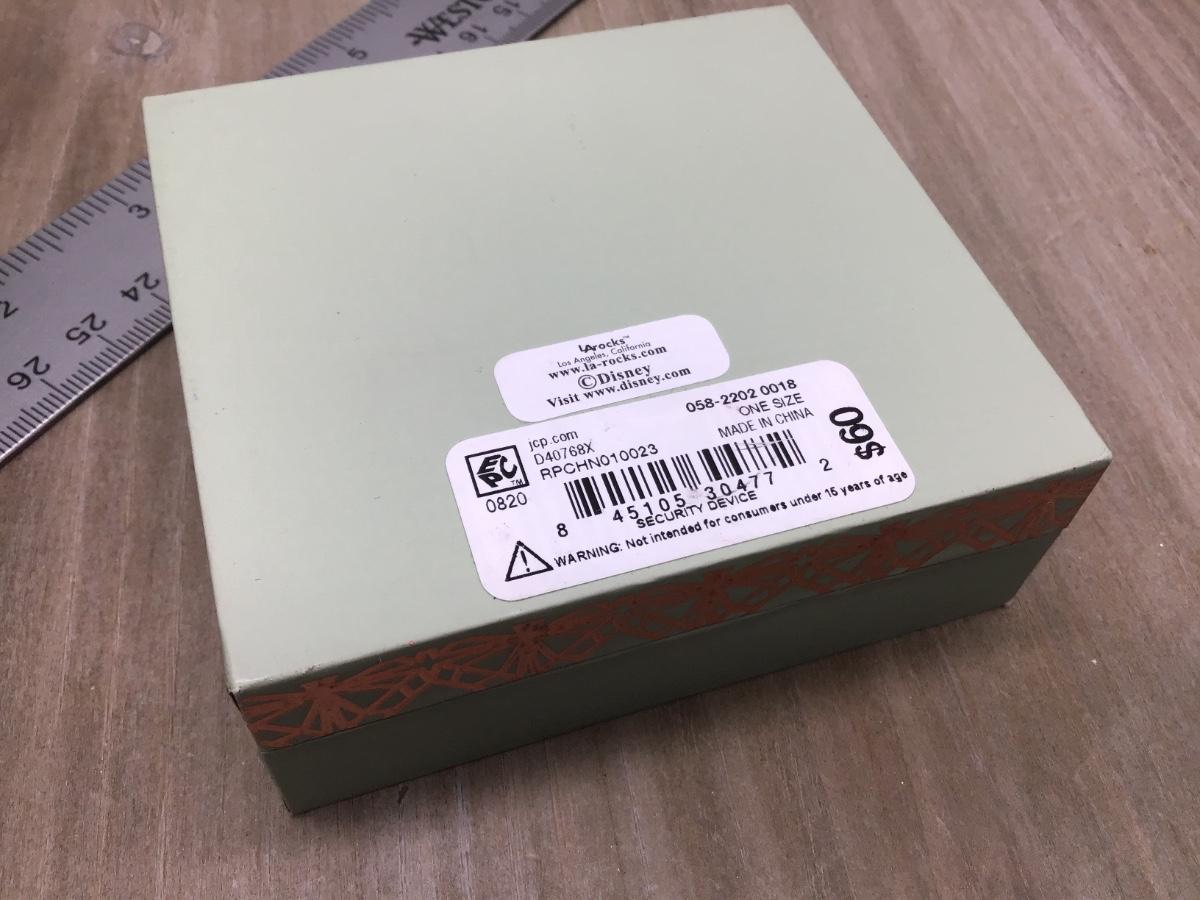 WESTC
15
16
5
3
24
2
25
26
LArocks™
Los Angeles, California
www.la-rocks.com
©Disney
Visit www.disney.com
EPC™
0820
jcp.com
D40768X
RPCHN010023
058-2202 0018
ONE SIZE
MADE IN CHINA
$60
8 45105 30477 2
SECURITY DEVICE
WARNING: Not intended for consumers under 15 years of age